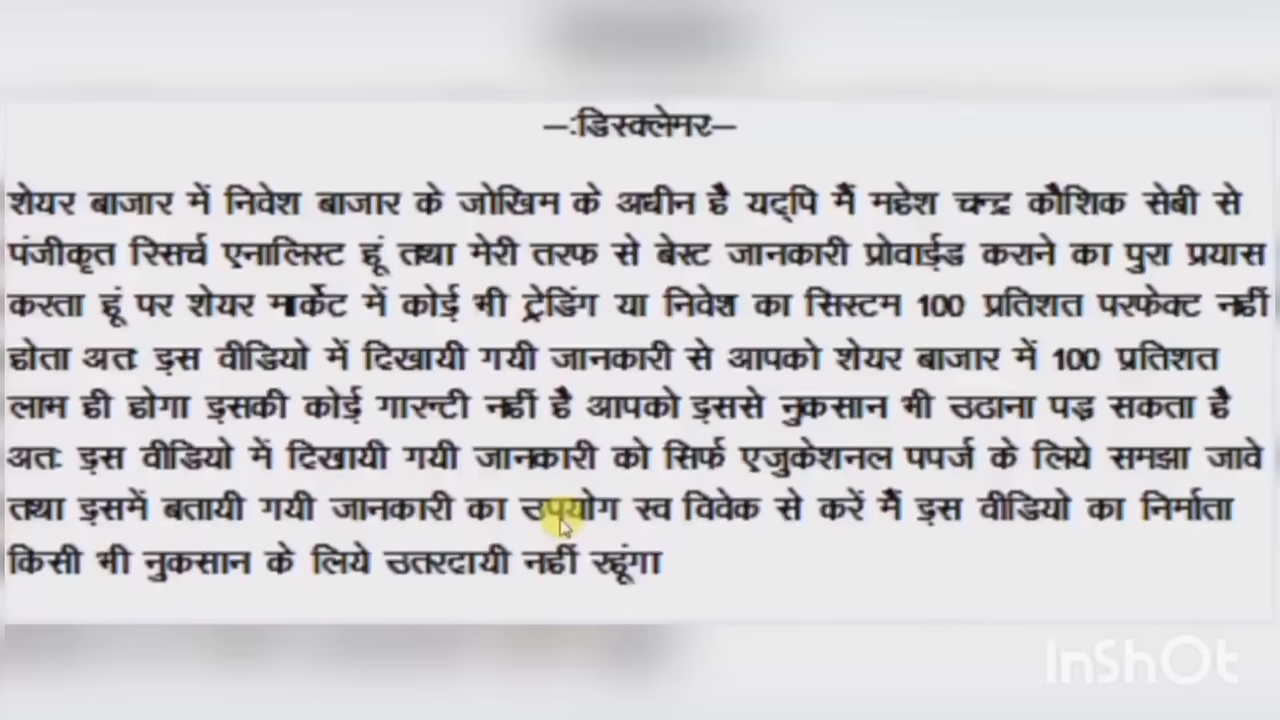 —:डिस्क्लेमर—
शेयर बाजार में निवेश बाजार के जोखिम के अधीन है यद्पि मैं महेश चन्द्र कौशिक सेबी से
पंजीकृत रिसर्च एनालिस्ट हूं तथा मेरी तरफ से बेस्ट जानकारी प्रोवाईड कराने का पुरा प्रयास
करता हूं पर शेयर मार्केट में कोई भी ट्रेडिंग या निवेश का सिस्टम 100 प्रतिशत परफेक्ट नहीं
होता अतः इस वीडियो में दिखायी गयी जानकारी से आपको शेयर बाजार में 100 प्रतिशत
लाभ ही होगा इसकी कोई गारन्टी नहीं है आपको इससे नुकसान भी उठाना पड़ सकता है
अतः इस वीडियो में दिखायी गयी जानकारी को सिर्फ एजुकेशनल पपर्ज के लिये समझा जावे
तथा इसमें बतायी गयी जानकारी का उपयोग स्व विवेक से करें मैं इस वीडियो का निर्माता
किसी भी नुकसान के लिये उतरदायी नहीं रहूंगा
InShOt